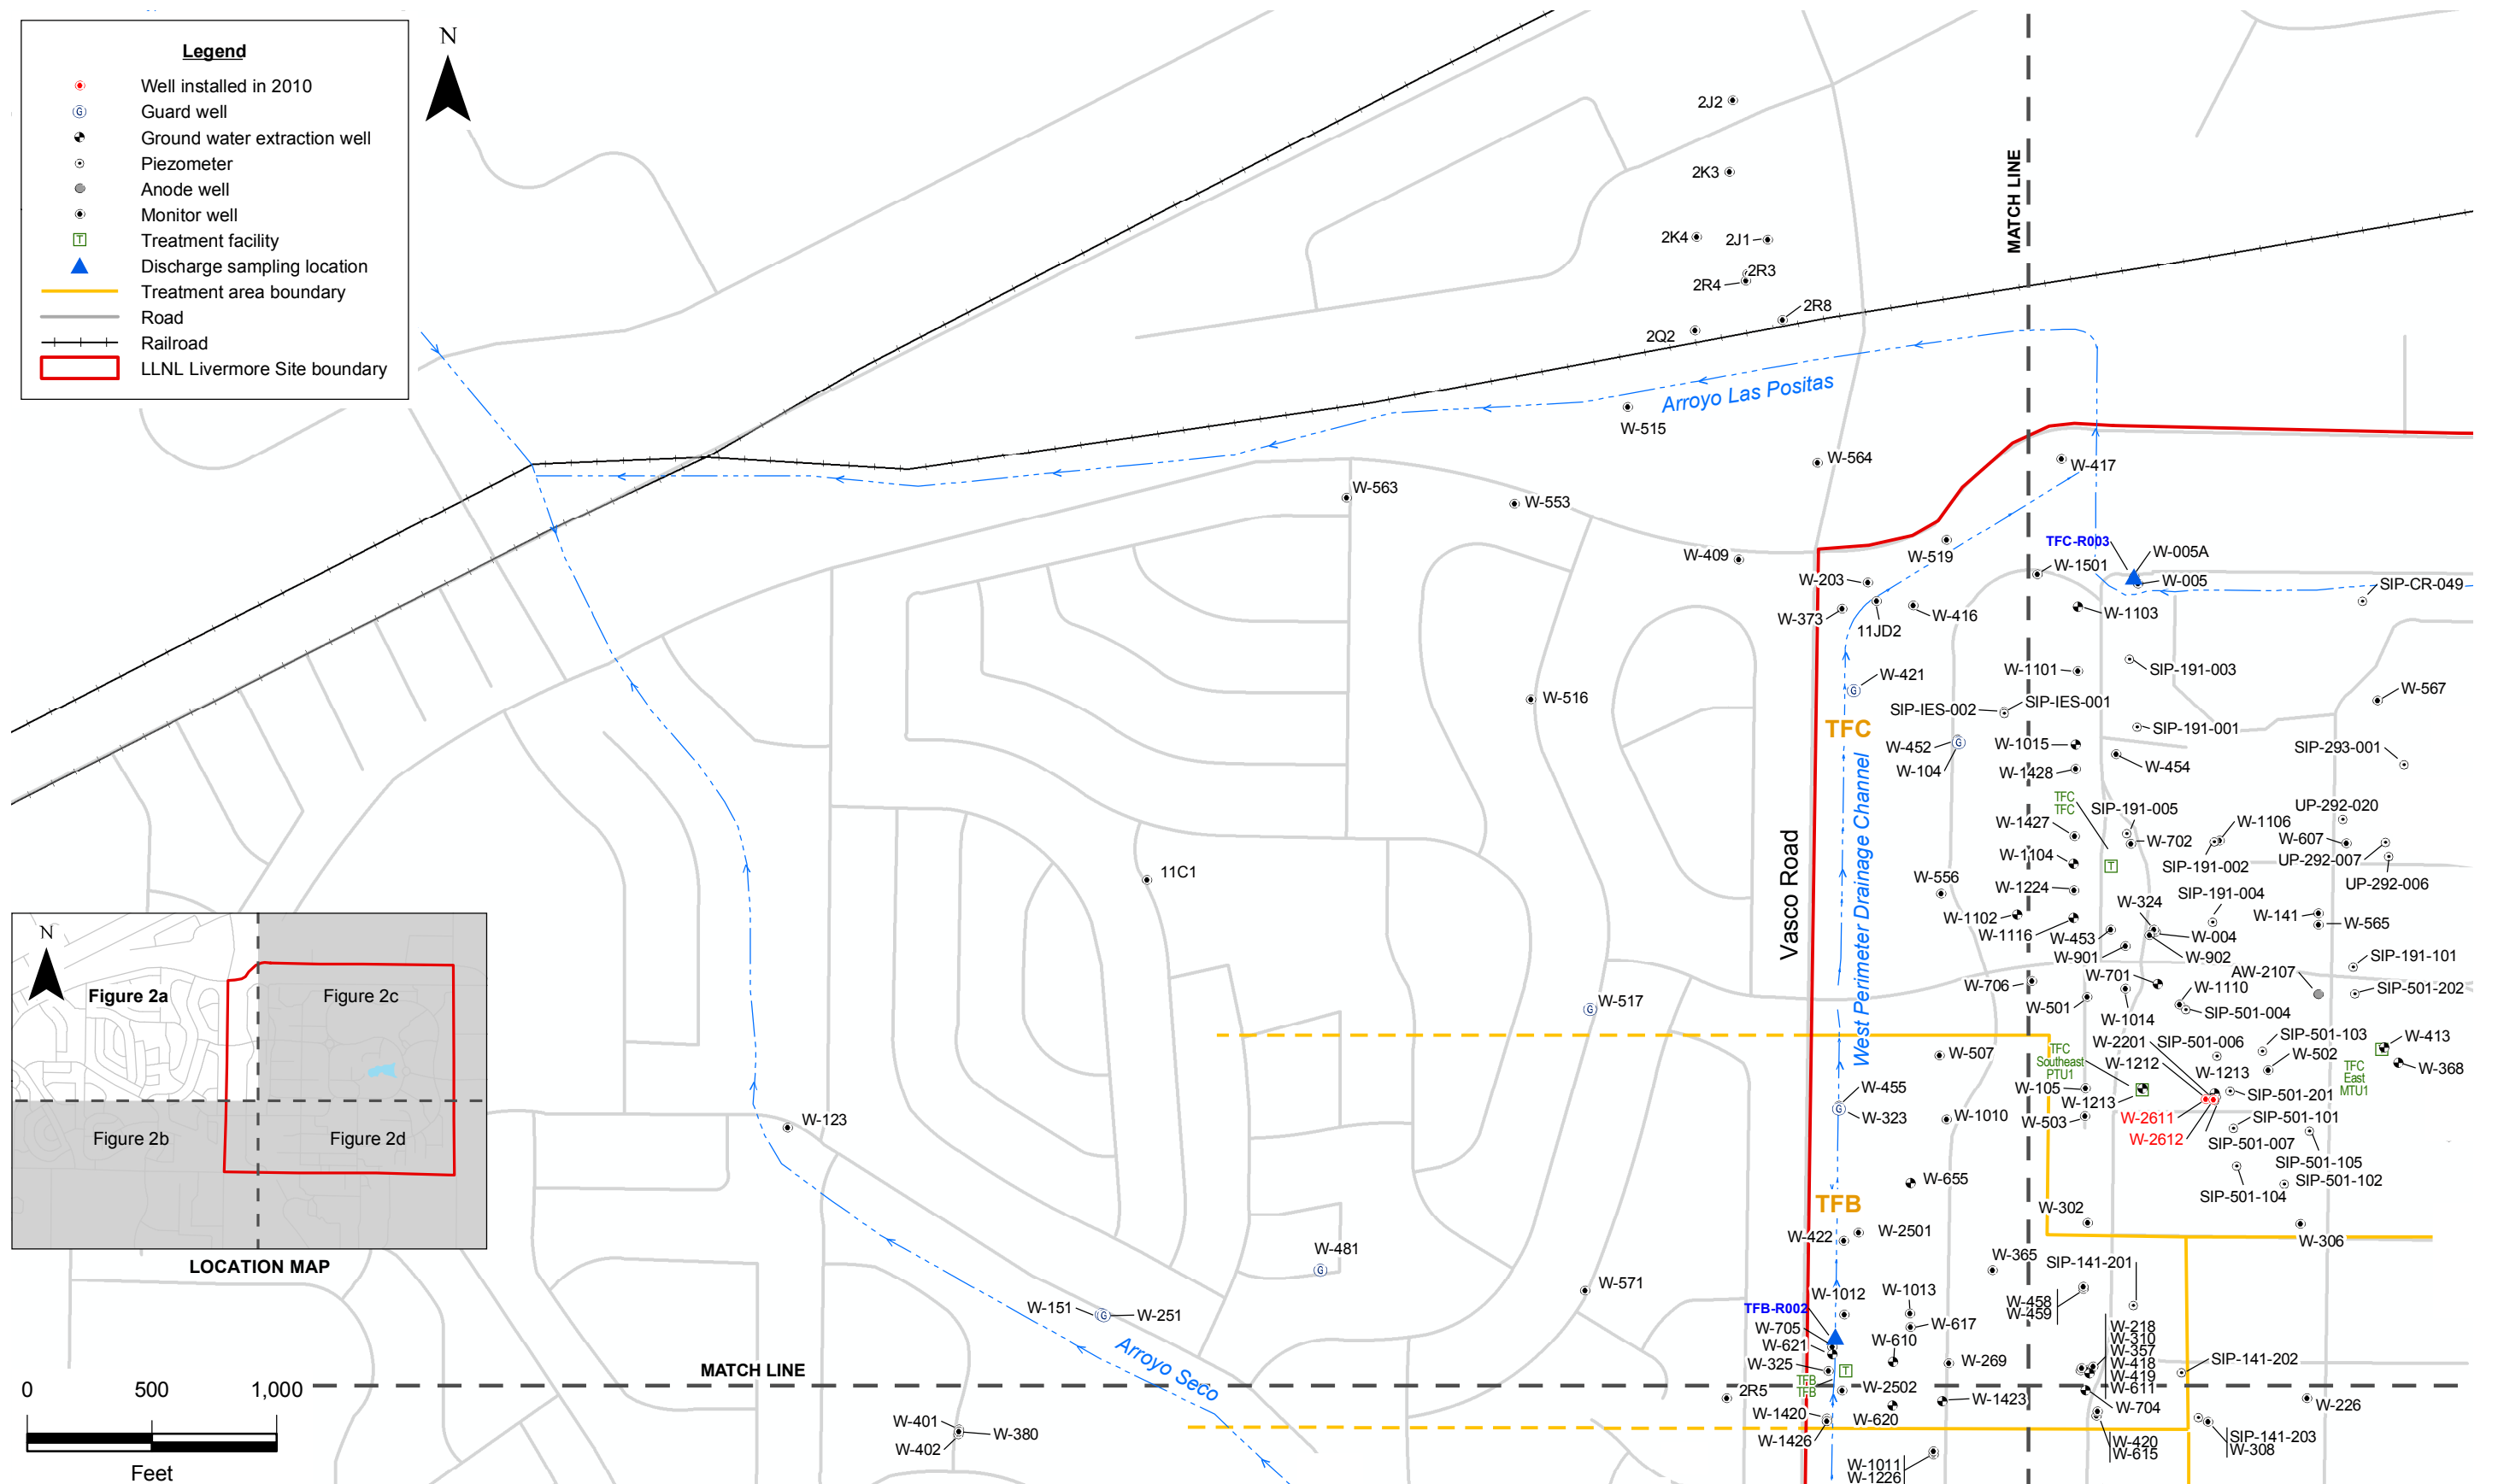 Legend
Well installed in 2010
G
Guard well
Ground water extraction well
Piezometer
Anode well
Monitor well
T
Treatment facility
Discharge sampling location
Treatment area boundary
Road
Railroad
LLNL Livermore Site boundary
N
MATCH LINE
2J2
2K3
2K4
2J1
2R3
2R4
2R8
2Q2
Arroyo Las Positas
W-515
W-564
W-417
W-563
W-553
W-409
W-519
TFC-R003
W-005A
W-1501
W-005
SIP-CR-049
W-203
W-373
11JD2
W-416
W-1103
W-1101
SIP-191-003
W-421
G
W-516
SIP-IES-002
SIP-IES-001
W-567
TFC
SIP-191-001
W-452
G
W-104
W-1015
SIP-293-001
W-1428
W-454
TFC
TFC
SIP-191-005
UP-292-020
W-1427
W-702
W-1106
W-607
W-1104
T
SIP-191-002
UP-292-007
11C1
W-556
W-1224
SIP-191-004
UP-292-006
Vasco Road
West Perimeter Drainage Channel
W-324
W-1102
W-1116
W-141
W-565
W-453
W-004
W-901
W-902
SIP-191-101
W-701
AW-2107
W-706
W-1110
SIP-501-202
W-501
W-517
G
W-1014
SIP-501-004
W-2201
SIP-501-006
SIP-501-103
W-413
TFC
Southeast
PTU1
W-507
W-1212
W-502
W-1213
W-368
TFC
East
MTU1
W-455
W-105
W-1213
SIP-501-201
G
W-323
W-1010
W-503
W-2611
SIP-501-101
W-2612
SIP-501-007
W-123
SIP-501-105
W-655
SIP-501-104
SIP-501-102
TFB
W-302
W-422
W-2501
W-306
W-481
G
W-365
SIP-141-201
W-571
W-1012
W-1013
W-458
W-459
W-151
G
W-251
TFB-R002
W-705
W-617
W-218
W-310
W-357
W-418
W-419
W-611
W-621
W-610
W-325
T
W-269
SIP-141-202
TFB
TFB
Arroyo Seco
MATCH LINE
2R5
W-2502
W-1423
W-704
W-226
W-1420
W-620
W-401
W-380
W-402
W-1426
W-420
W-615
SIP-141-203
W-308
W-1011
W-1226
N
Figure 2a
Figure 2c
Figure 2b
Figure 2d
LOCATION MAP
0 500 1,000
Feet